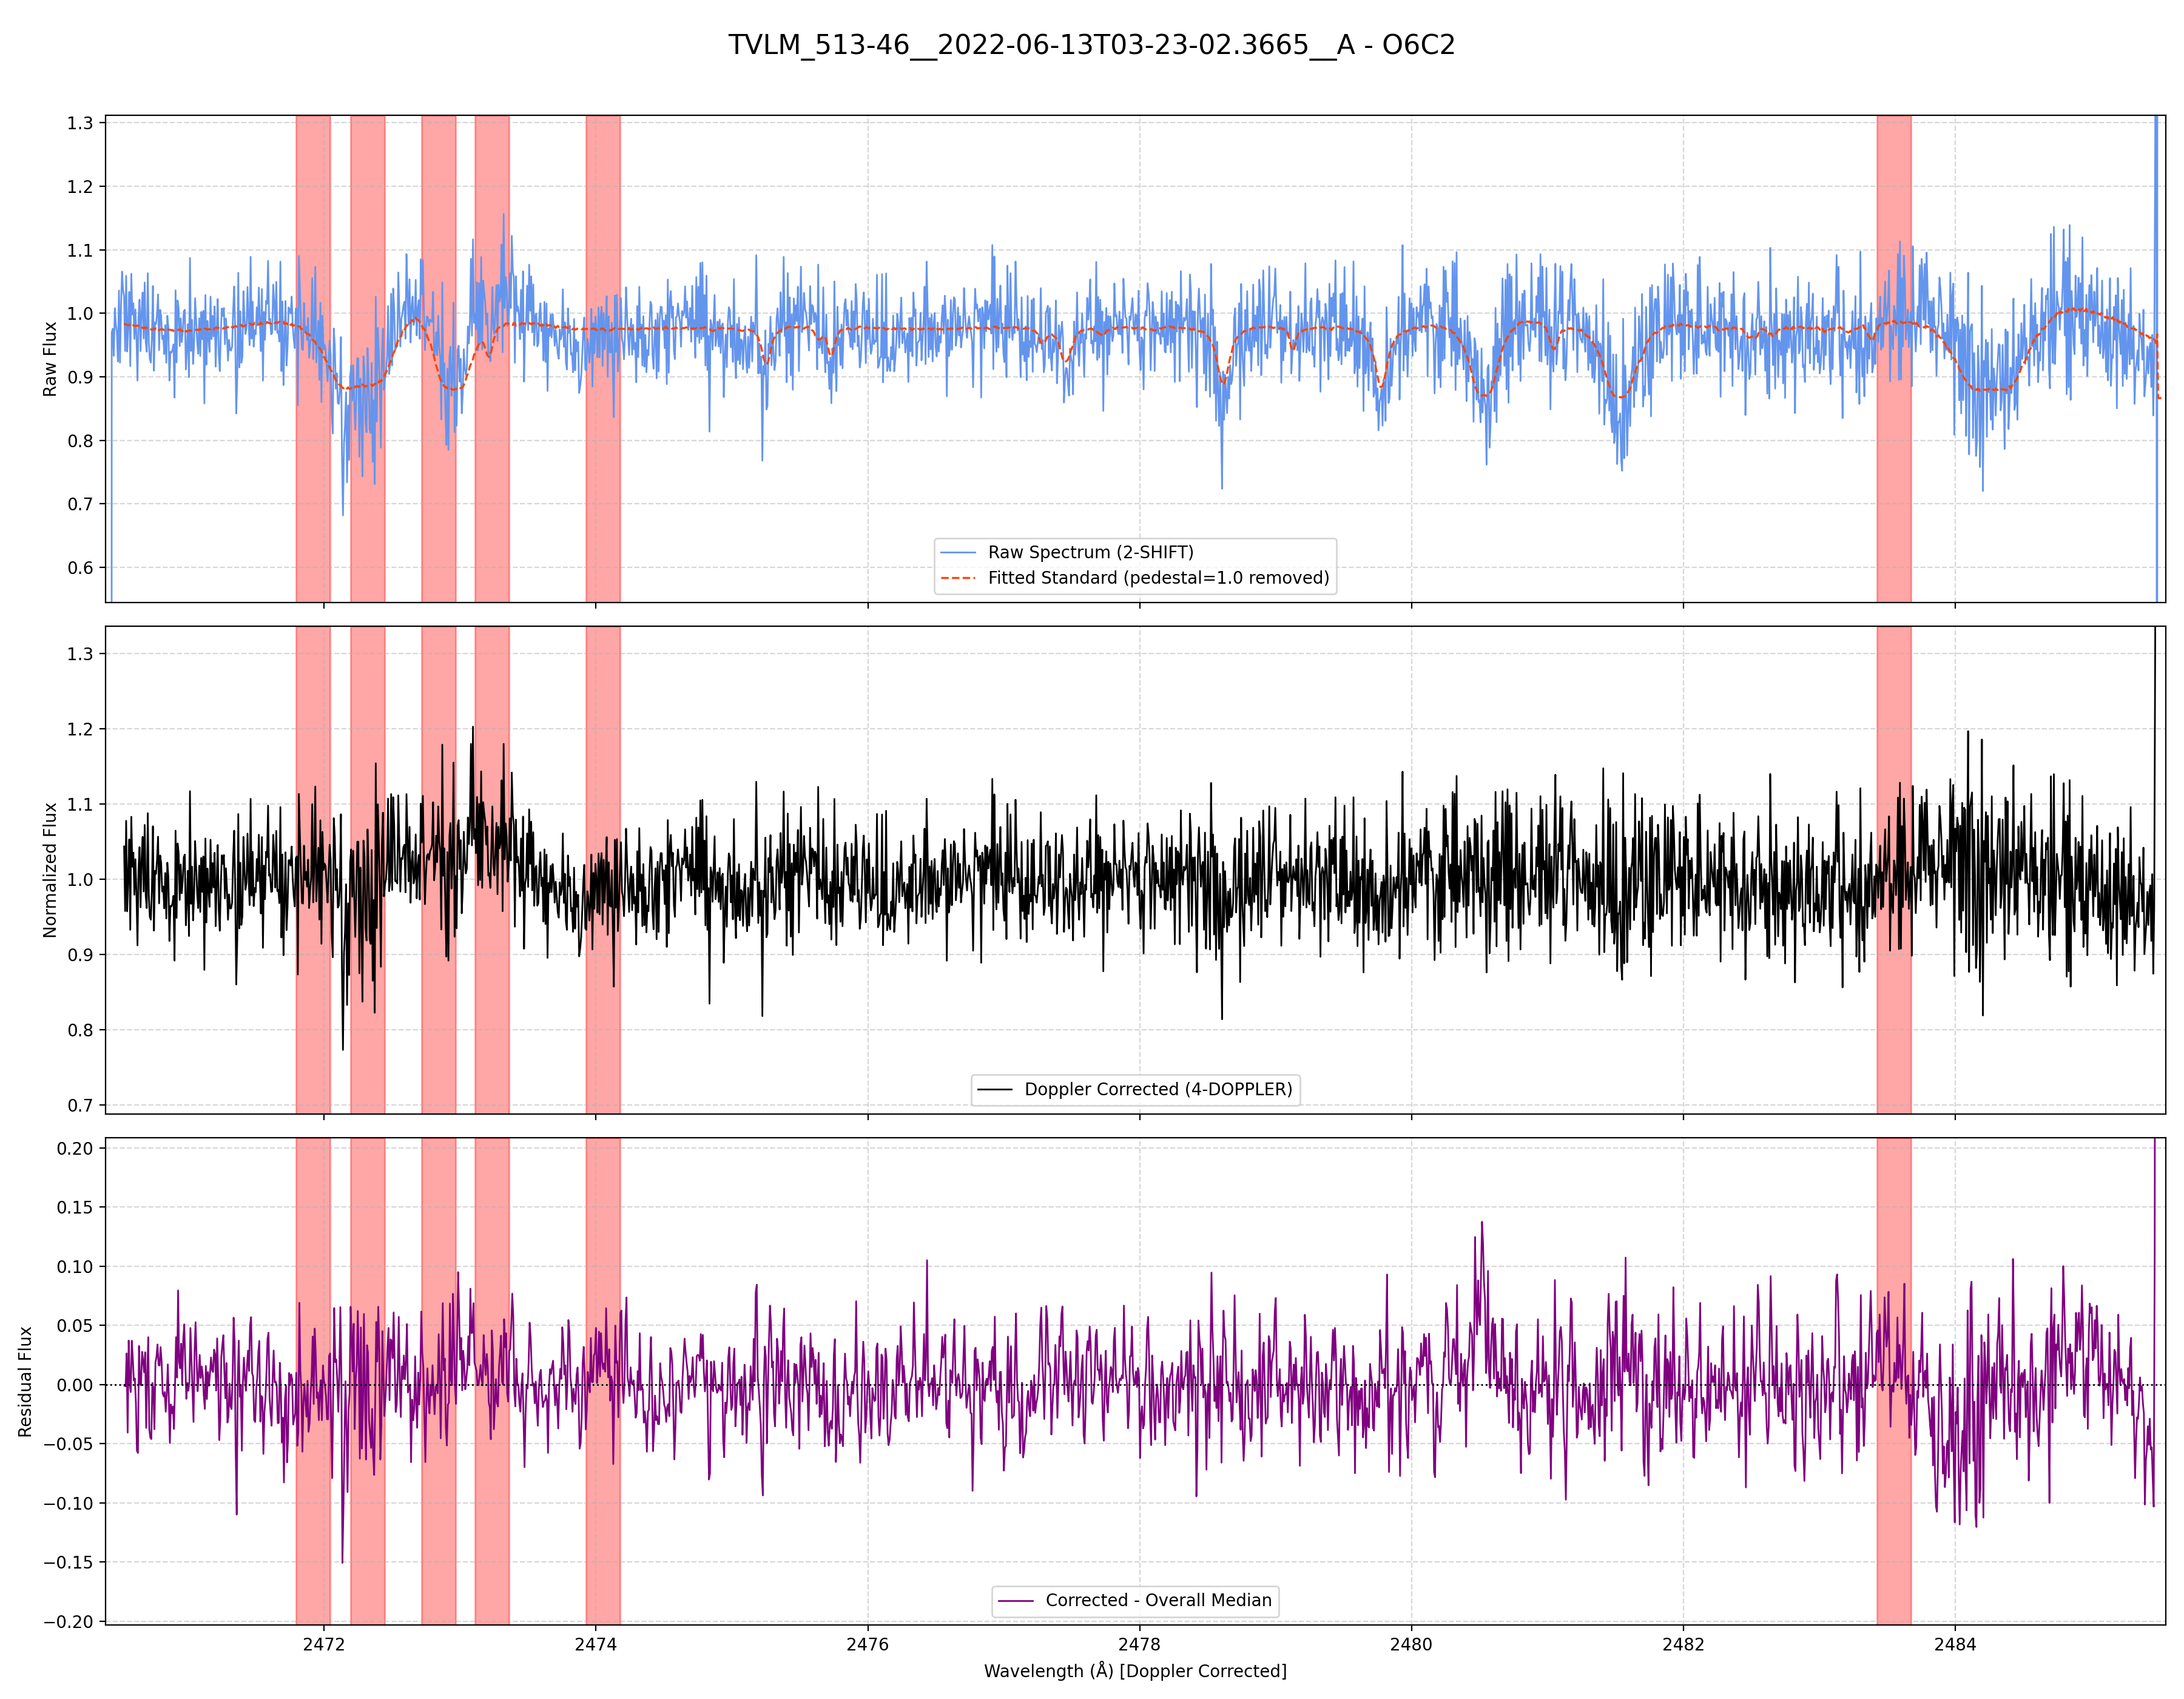 TVLM_513-46__2022-06-13T03-23-02.3665__A - O6C2
1.3
1.2
1.1
1.0
0.9
0.8
0.7
0.6
Raw Flux
Raw Spectrum (2-SHIFT)
Fitted Standard (pedestal=1.0 removed)
1.3
1.2
1.1
1.0
0.9
0.8
0.7
Normalized Flux
Doppler Corrected (4-DOPPLER)
0.20
0.15
0.10
0.05
0.00
−0.05
−0.10
−0.15
−0.20
Residual Flux
Corrected - Overall Median
2472 2474 2476 2478 2480 2482 2484
Wavelength (Å) [Doppler Corrected]